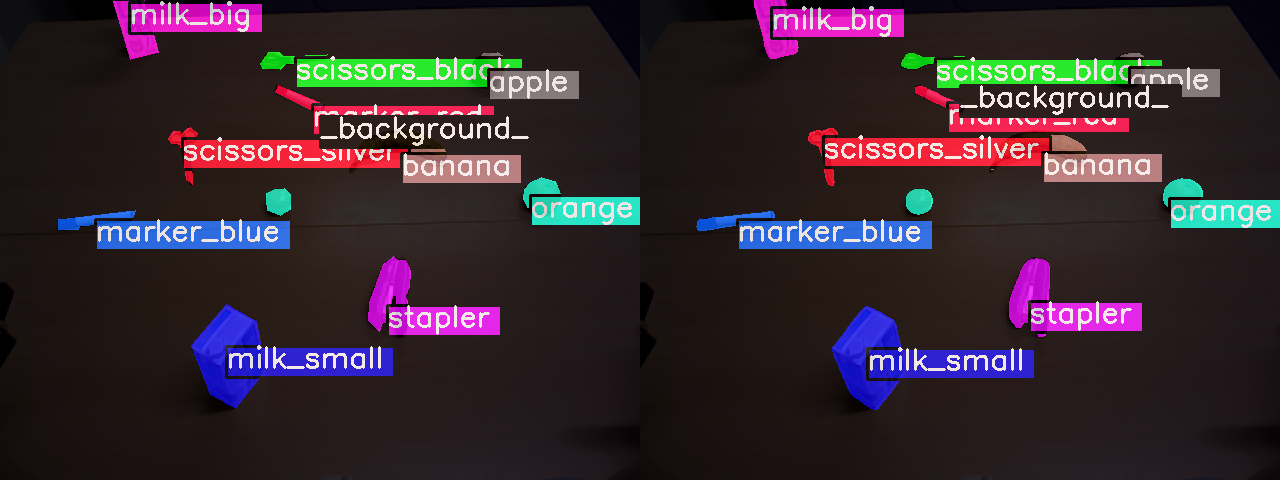 milk_big
scissors_black
apple
marker_red
_background_
scissors_silver
banana
orange
marker_blue
stapler
milk_small
milk_big
scissors_black
apple
_background_
marker_red
scissors_silver
banana
orange
marker_blue
stapler
milk_small